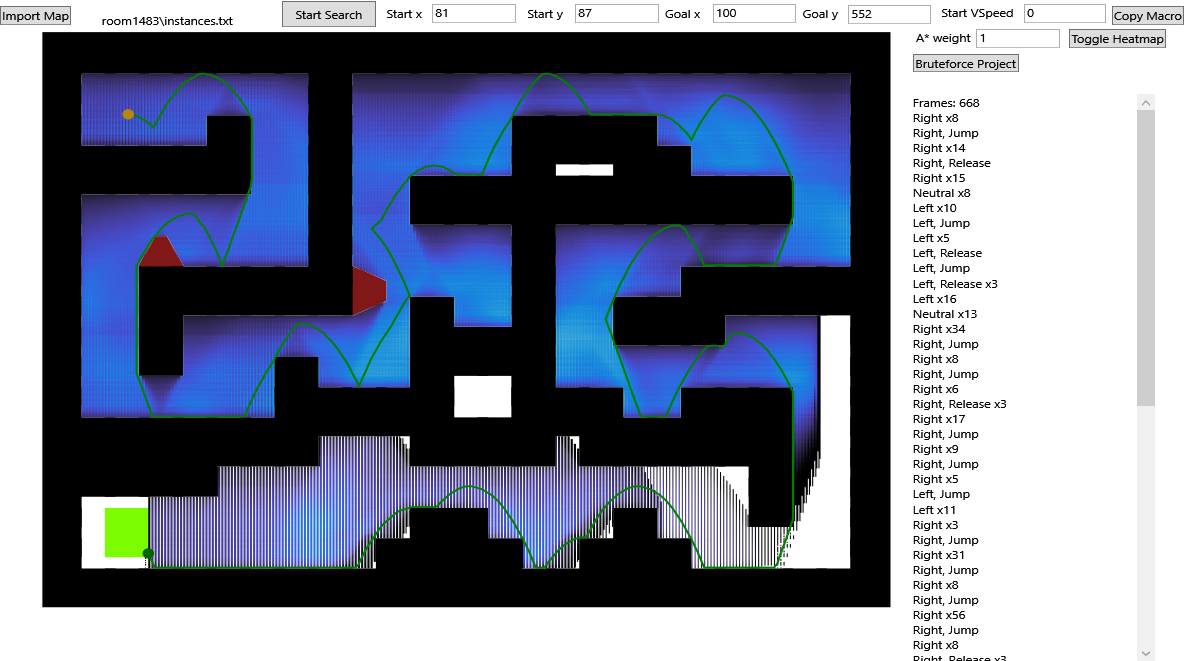 Import Map
room1483\instances.txt
Start Search
Start x 81
Start y 87
Goal x 100
Goal y 552
Start VSpeed 0
Copy Macro
A* weight 1
Toggle Heatmap
Bruteforce Project
Frames: 668
Right x8
Right, Jump
Right x14
Right, Release
Right x15
Neutral x8
Left x10
Left, Jump
Left x5
Left, Release
Left, Jump
Left, Release x3
Left x16
Neutral x13
Right x34
Right, Jump
Right x8
Right, Jump
Right x6
Right, Release x3
Right x17
Right, Jump
Right x9
Right, Jump
Right x5
Left, Jump
Left x11
Right x3
Right, Jump
Right x31
Right, Jump
Right x8
Right, Jump
Right x56
Right, Jump
Right x8
Right, Release x3